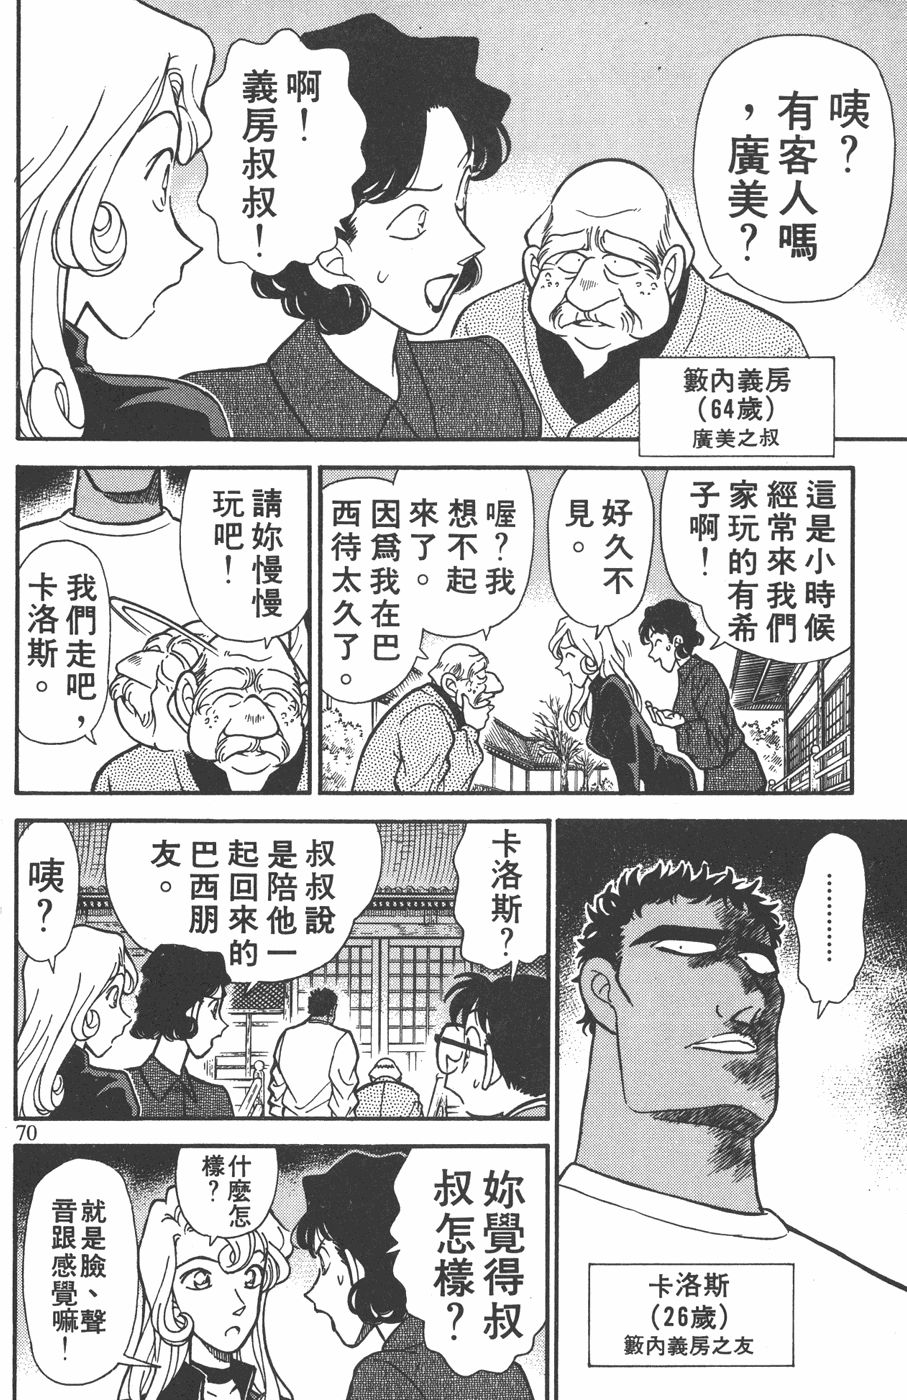 咦？
有客人嗎
，廣美？
啊！
義房叔叔！
籔內義房
（64歲）
廣美之叔
這是小時候
經常來我們
家玩的有希
子啊！
好久不
見。
喔？我
想不起
來了。
因為我在巴
西待太久了。
請妳慢慢
玩吧！
我們走吧，
卡洛斯。
…………
卡洛斯
（26歲）
籔內義房之友
卡洛斯？
叔叔說
是陪他一
起回來的
巴西朋
友。
咦？
70
妳覺得叔
叔怎樣？
什麼怎
樣？
就是臉、聲
音跟感覺嘛！